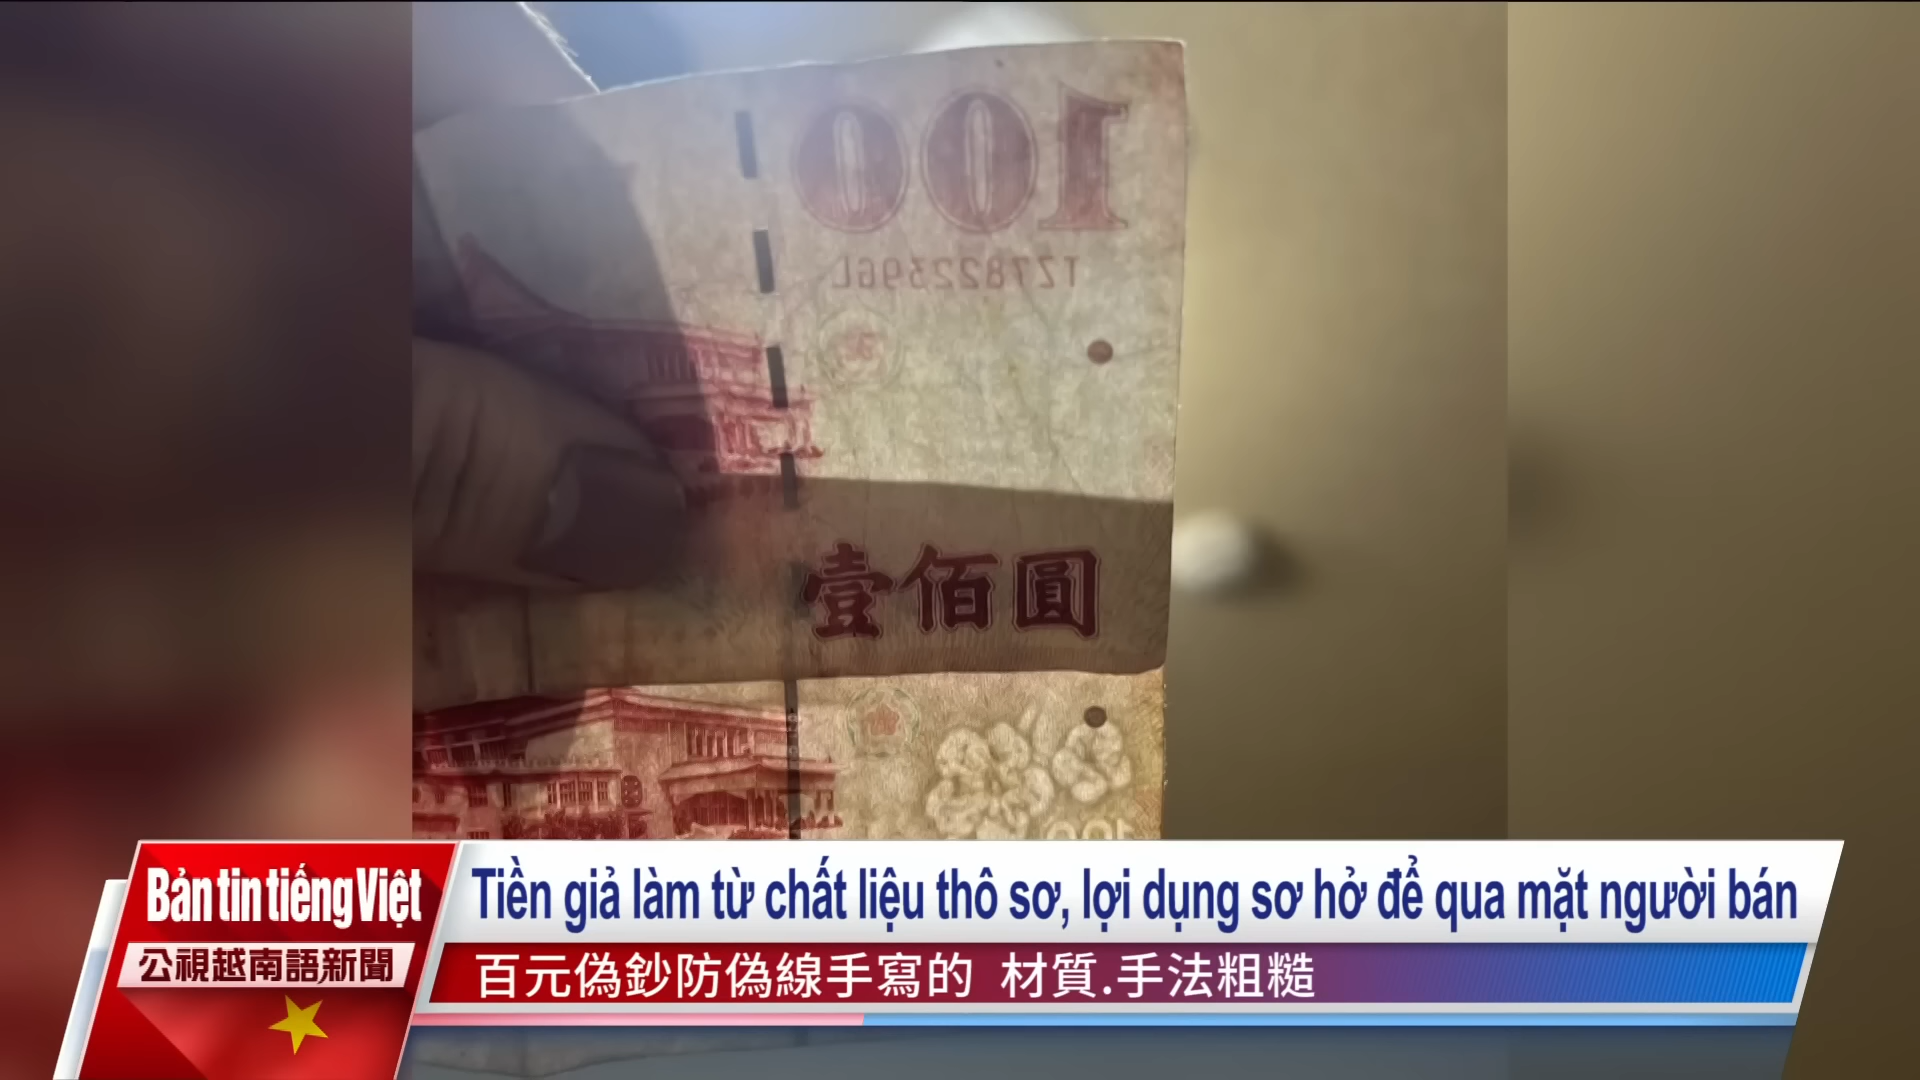 100
TZ782239GL
壹佰圓
100
Bản tin tiếng Việt
公視越南語新聞
Tiền giả làm từ chất liệu thô sơ, lợi dụng sơ hở để qua mặt người bán
百元偽鈔防偽線手寫的 材質.手法粗糙